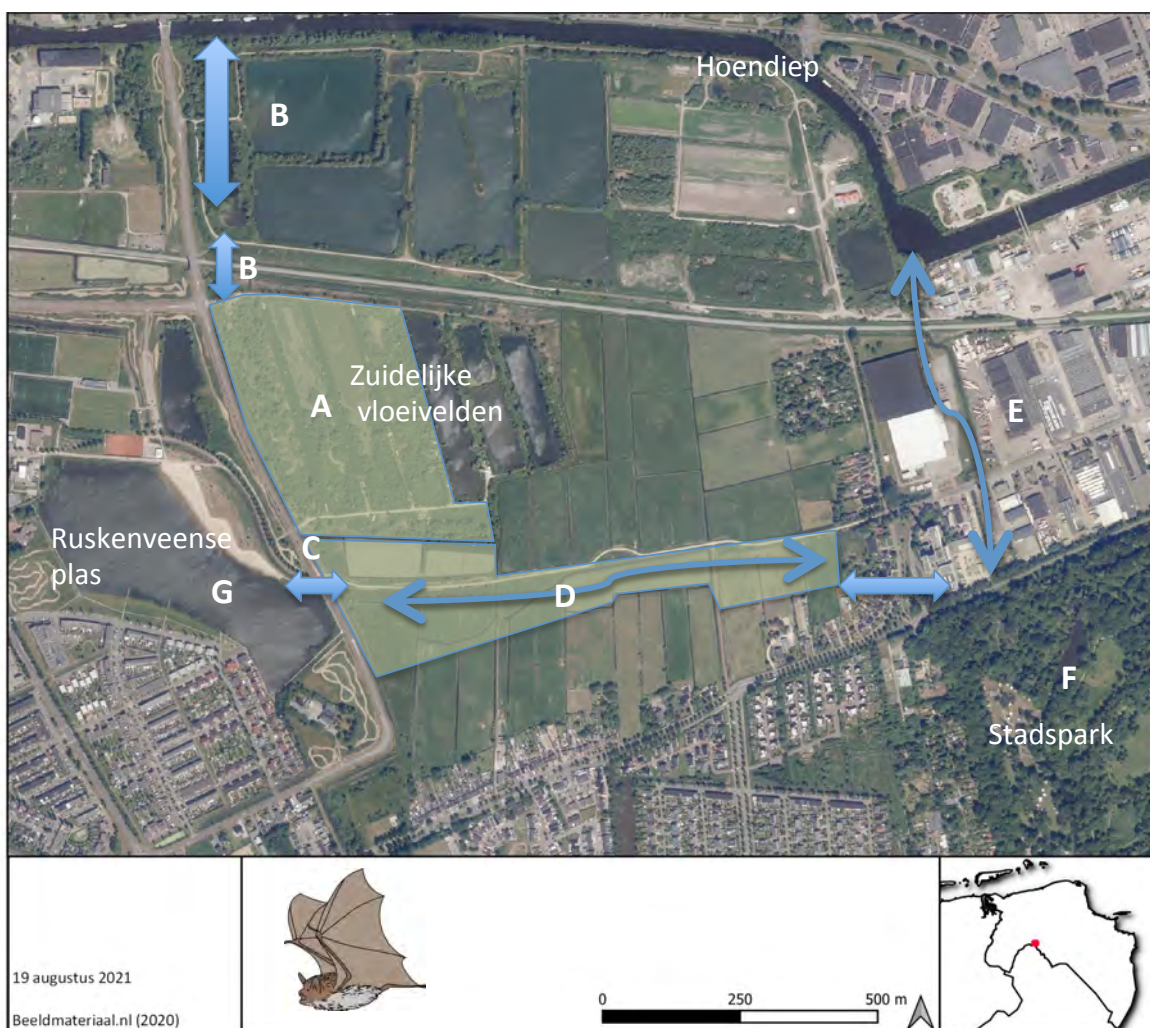 Hoendiep
B
B
Zuidelijke
vloeivelden
A
E
Ruskenveense
plas
C
G
D
F
Stadspark
19 augustus 2021
Beeldmateriaal.nl (2020)
0 250 500 m